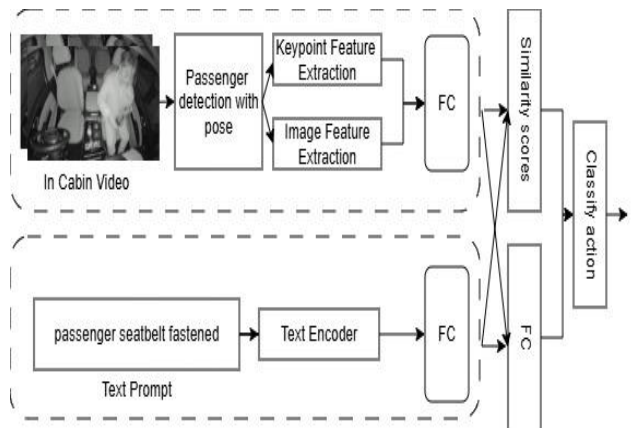 Passenger
detection with
pose
Keypoint Feature
Extraction
Image Feature
Extraction
FC
In Cabin Video
passenger seatbelt fastened
Text Prompt
Text Encoder
FC
Similarity scores
FC
Classify action